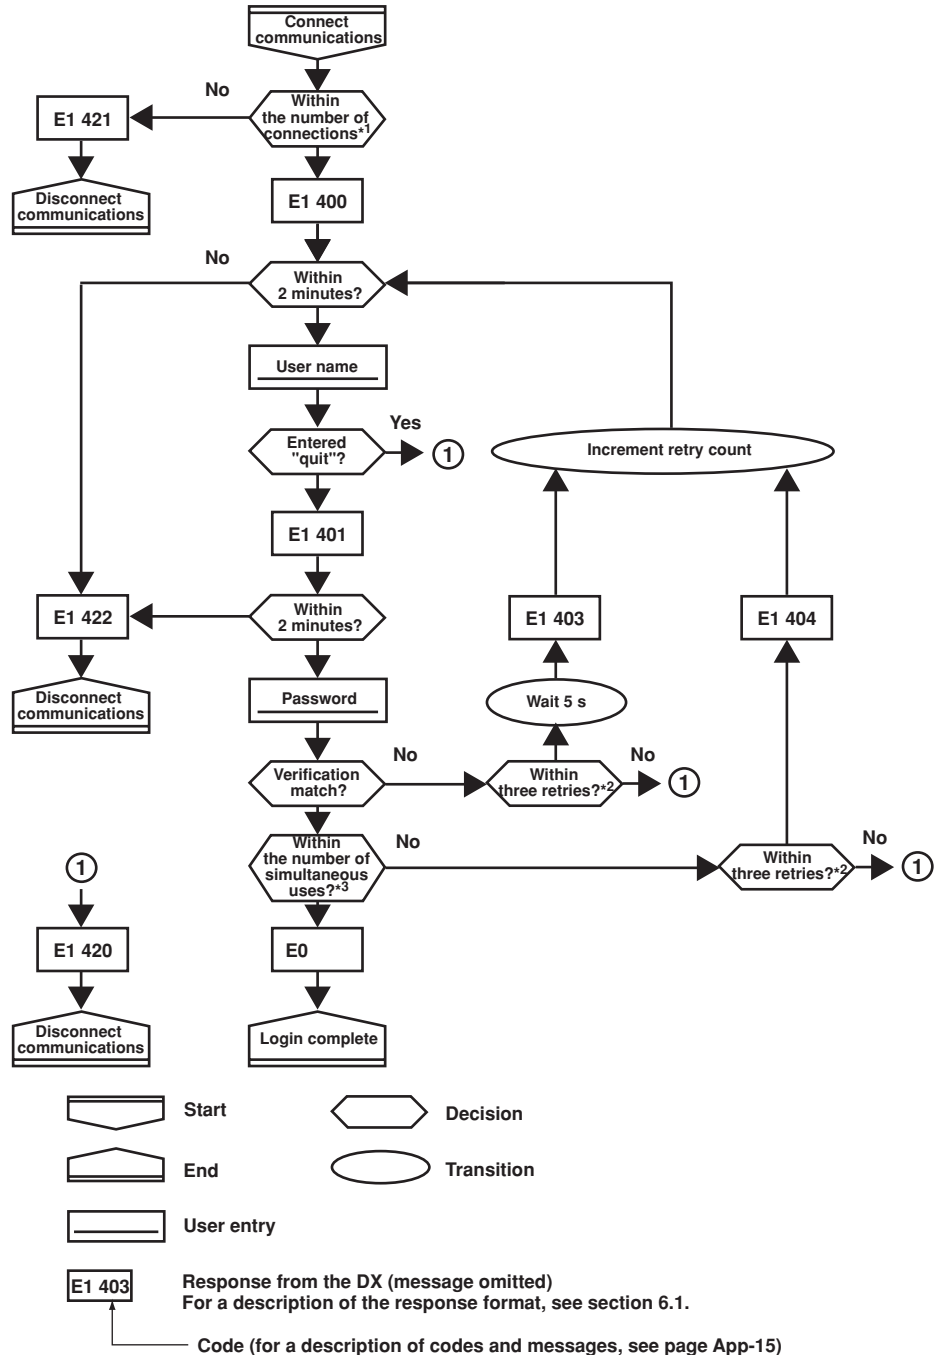 Connect
communications
No
Within
the number of
connections*1
E1 421
E1 400
Disconnect
communications
No
Within
2 minutes?
User name
Yes
Entered
"quit"?
1
Increment retry count
E1 401
E1 422
Within
2 minutes?
E1 403
E1 404
Disconnect
communications
Password
Wait 5 s
No
Verification
match?
Within
three retries?*2
No
1
Within
the number of
simultaneous
uses?*3
No
Within
three retries?*2
No
1
1
E1 420
E0
Disconnect
communications
Login complete
Start
Decision
End
Transition
User entry
E1 403
Response from the DX (message omitted)
For a description of the response format, see section 6.1.
Code (for a description of codes and messages, see page App-15)